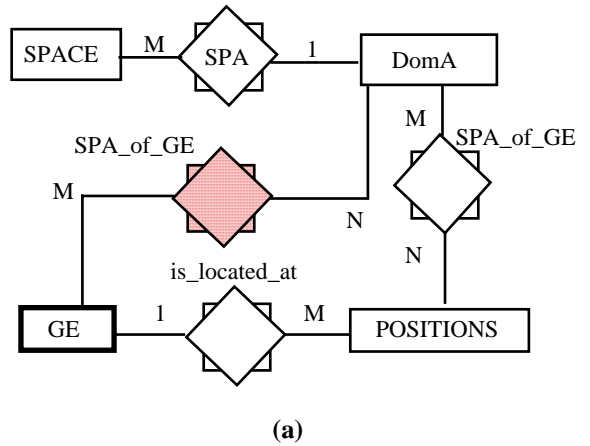 SPACE M SPA 1 DomA
M SPA_of_GE
SPA_of_GE
M N
N
is_located_at
GE 1 M POSITIONS
(a)